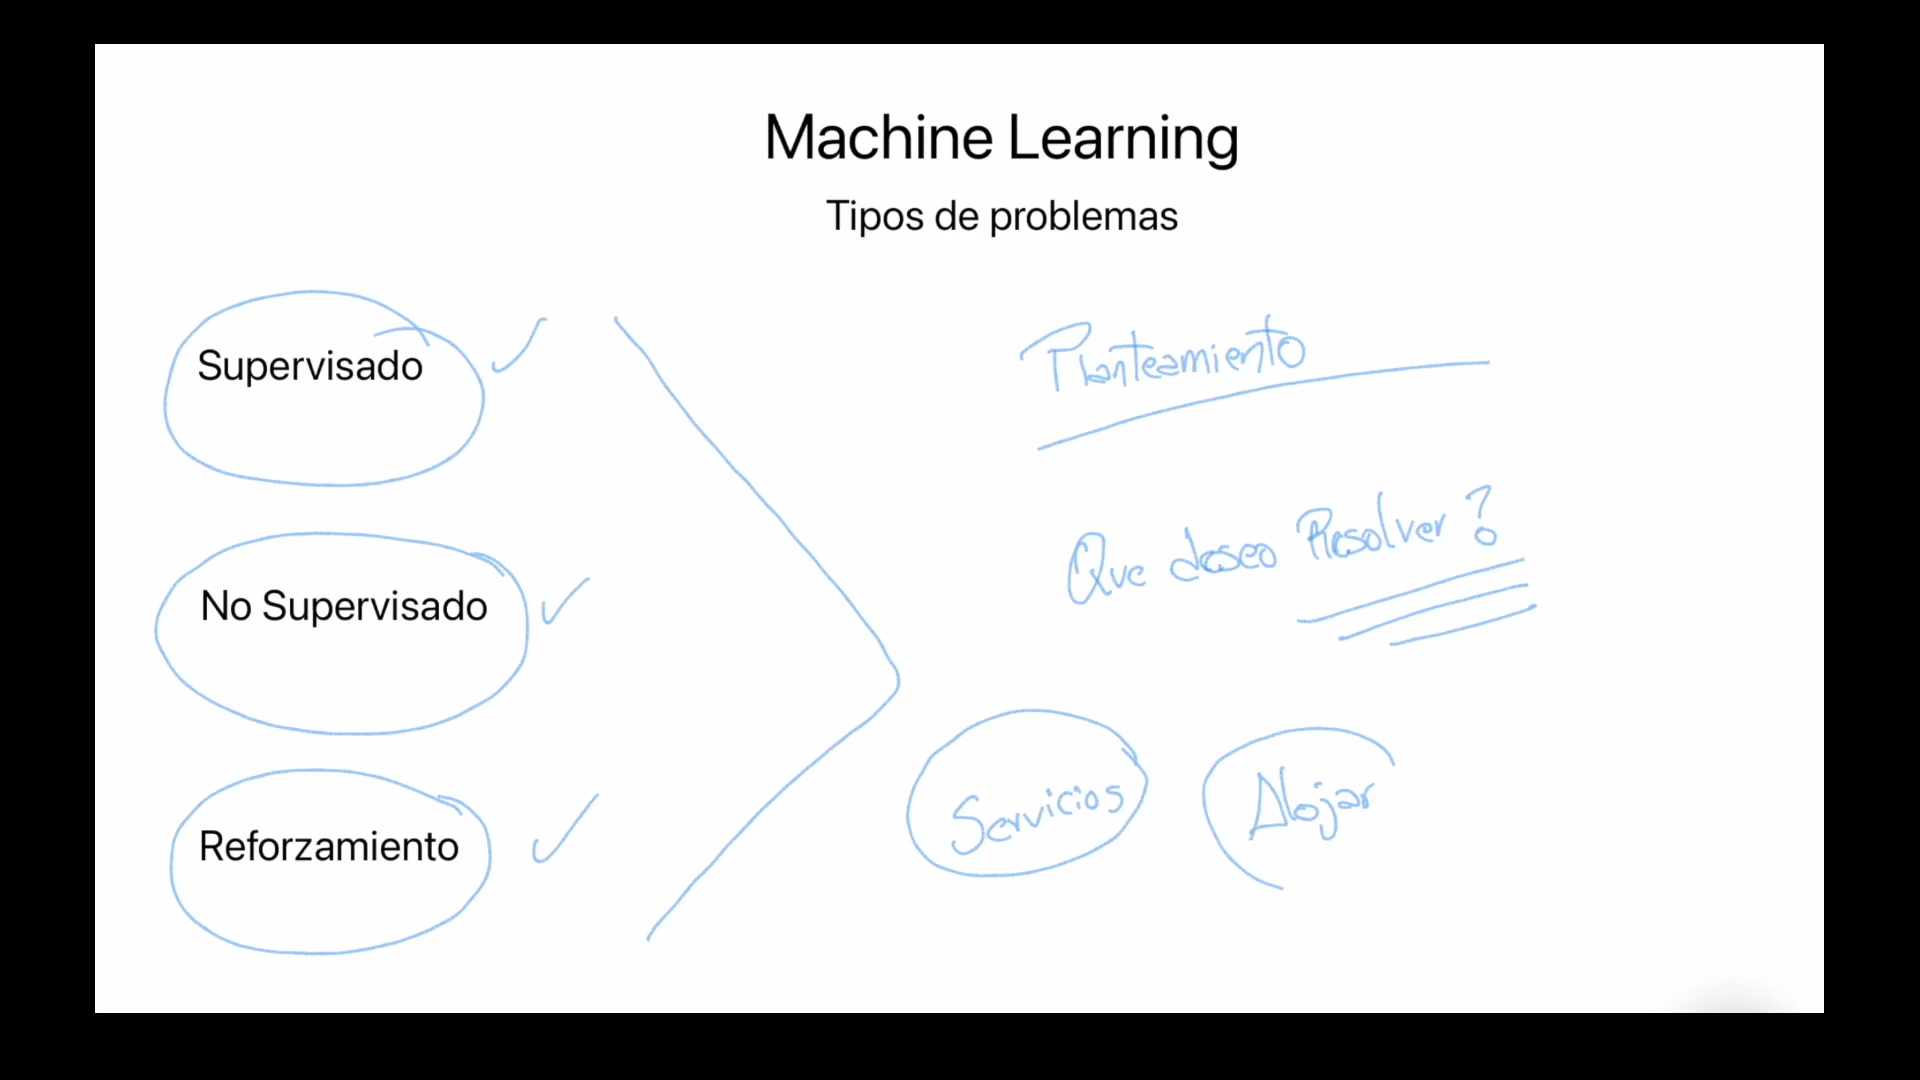 Machine Learning
Tipos de problemas
Supervisado
No Supervisado
Reforzamiento
Planteamiento
Que deseo Resolver?
Servicios
Alojar